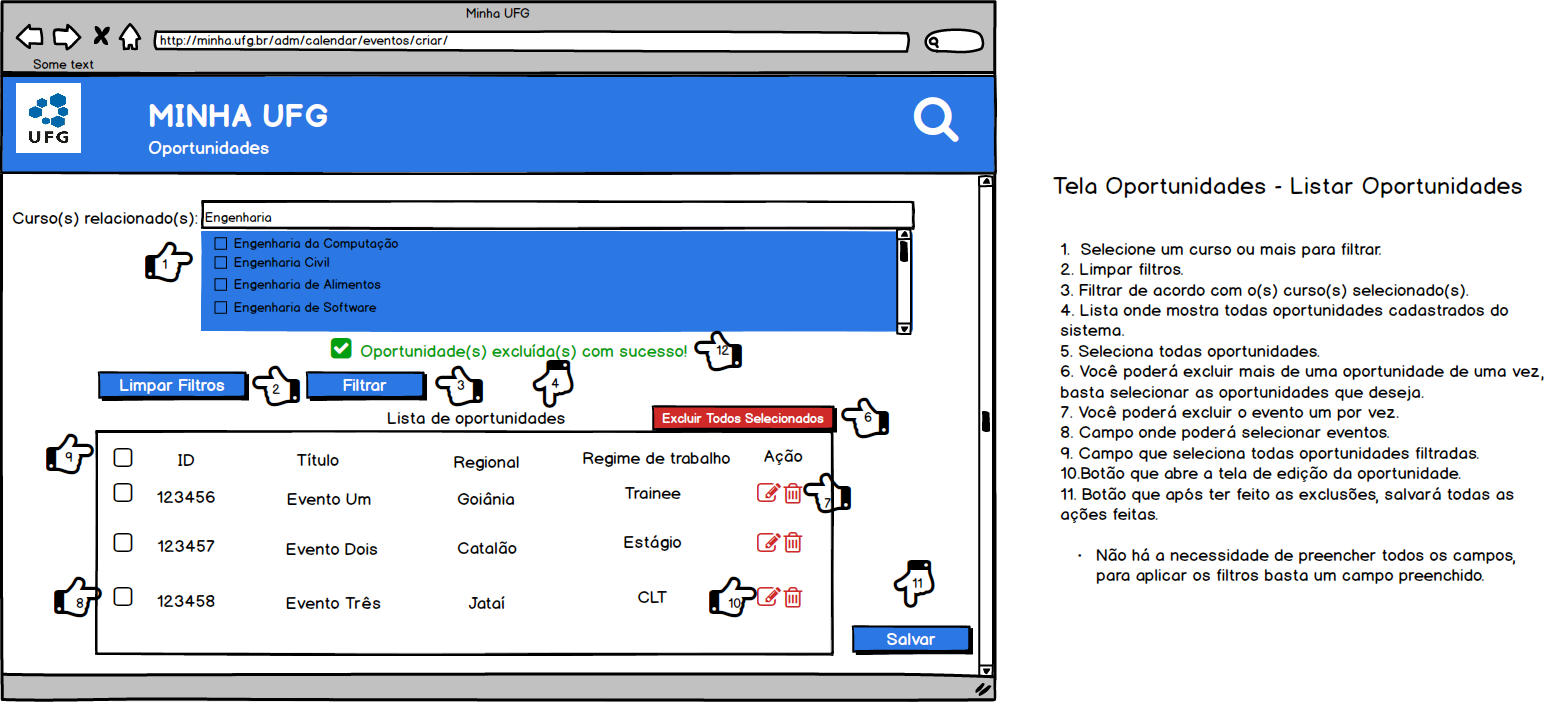 Minha UFG
http://minha.ufg.br/adm/calendar/eventos/criar/
Some text
UFG
MINHA UFG
Oportunidades
Curso(s) relacionado(s):
Engenharia
Engenharia da Computação
Engenharia Civil
Engenharia de Alimentos
Engenharia de Software
1
Oportunidade(s) excluída(s) com sucesso!
12
Limpar Filtros
2
Filtrar
3
4
Lista de oportunidades
Excluir Todos Selecionados
6
9
ID Título Regional Regime de trabalho Ação
123456 Evento Um Goiânia Trainee
7
123457 Evento Dois Catalão Estágio
8
123458 Evento Três Jataí CLT
10
11
Salvar
Tela Oportunidades - Listar Oportunidades
1. Selecione um curso ou mais para filtrar.
2. Limpar filtros.
3. Filtrar de acordo com o(s) curso(s) selecionado(s).
4. Lista onde mostra todas oportunidades cadastrados do
sistema.
5. Seleciona todas oportunidades.
6. Você poderá excluir mais de uma oportunidade de uma vez,
basta selecionar as oportunidades que deseja.
7. Você poderá excluir o evento um por vez.
8. Campo onde poderá selecionar eventos.
9. Campo que seleciona todas oportunidades filtradas.
10.Botão que abre a tela de edição da oportunidade.
11. Botão que após ter feito as exclusões, salvará todas as
ações feitas.
• Não há a necessidade de preencher todos os campos,
para aplicar os filtros basta um campo preenchido.